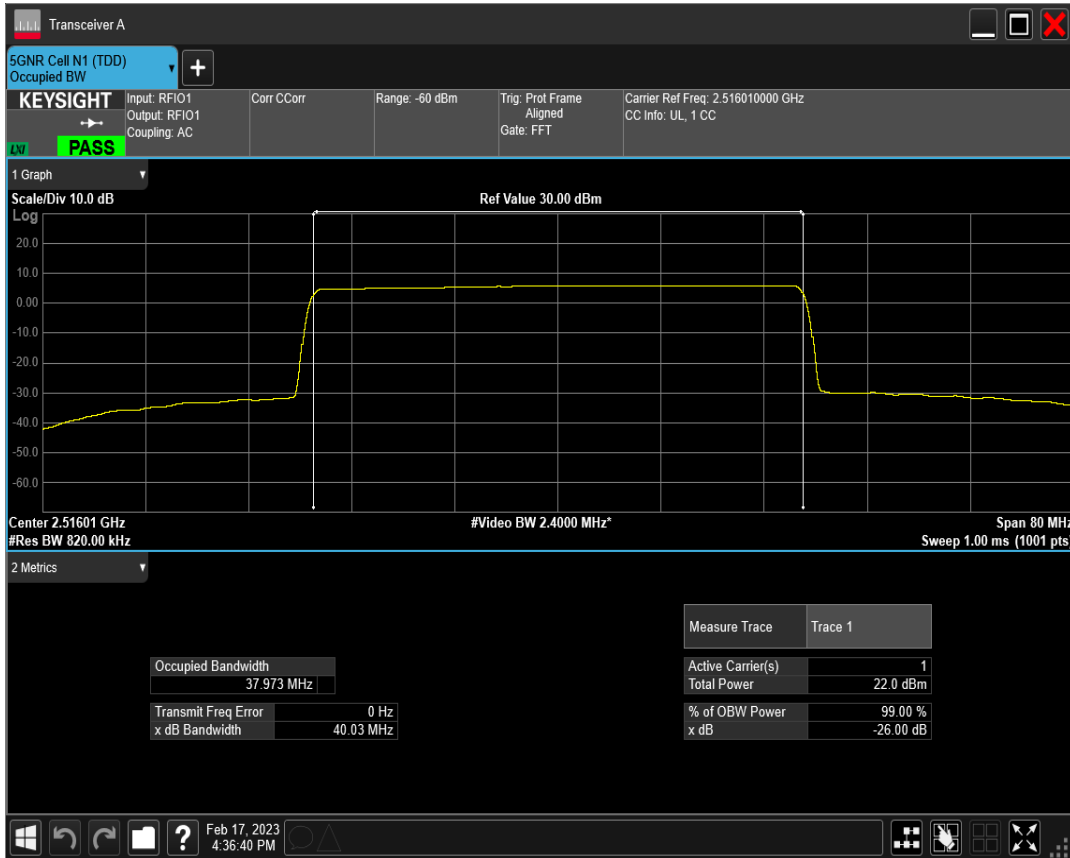 Transceiver A
5GNR Cell N1 (TDD)
Occupied BW
+
KEYSIGHT
LXI
PASS
Input: RFIO1
Output: RFIO1
Coupling: AC
Corr CCorr
Range: -60 dBm
Trig: Prot Frame
Aligned
Gate: FFT
Carrier Ref Freq: 2.516010000 GHz
CC Info: UL, 1 CC
1 Graph
Scale/Div 10.0 dB
Ref Value 30.00 dBm
Log
20.0
10.0
0.00
-10.0
-20.0
-30.0
-40.0
-50.0
-60.0
Center 2.51601 GHz
#Video BW 2.4000 MHz*
Span 80 MHz
#Res BW 820.00 kHz
Sweep 1.00 ms (1001 pts)
2 Metrics
Measure Trace Trace 1
Occupied Bandwidth
37.973 MHz
Active Carrier(s) 1
Total Power 22.0 dBm
Transmit Freq Error 0 Hz
x dB Bandwidth 40.03 MHz
% of OBW Power 99.00 %
x dB -26.00 dB
?
Feb 17, 2023
4:36:40 PM